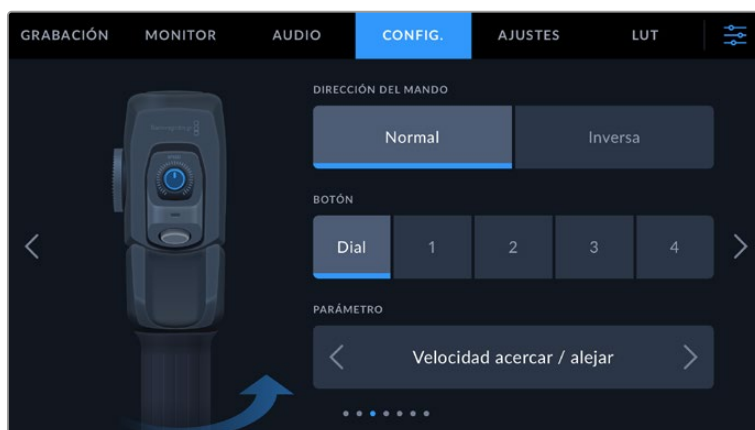 GRABACIÓN MONITOR AUDIO CONFIG. AJUSTES LUT
DIRECCIÓN DEL MANDO
Normal Inversa
BOTÓN
Dial 1 2 3 4
PARÁMETRO
Velocidad acercar / alejar